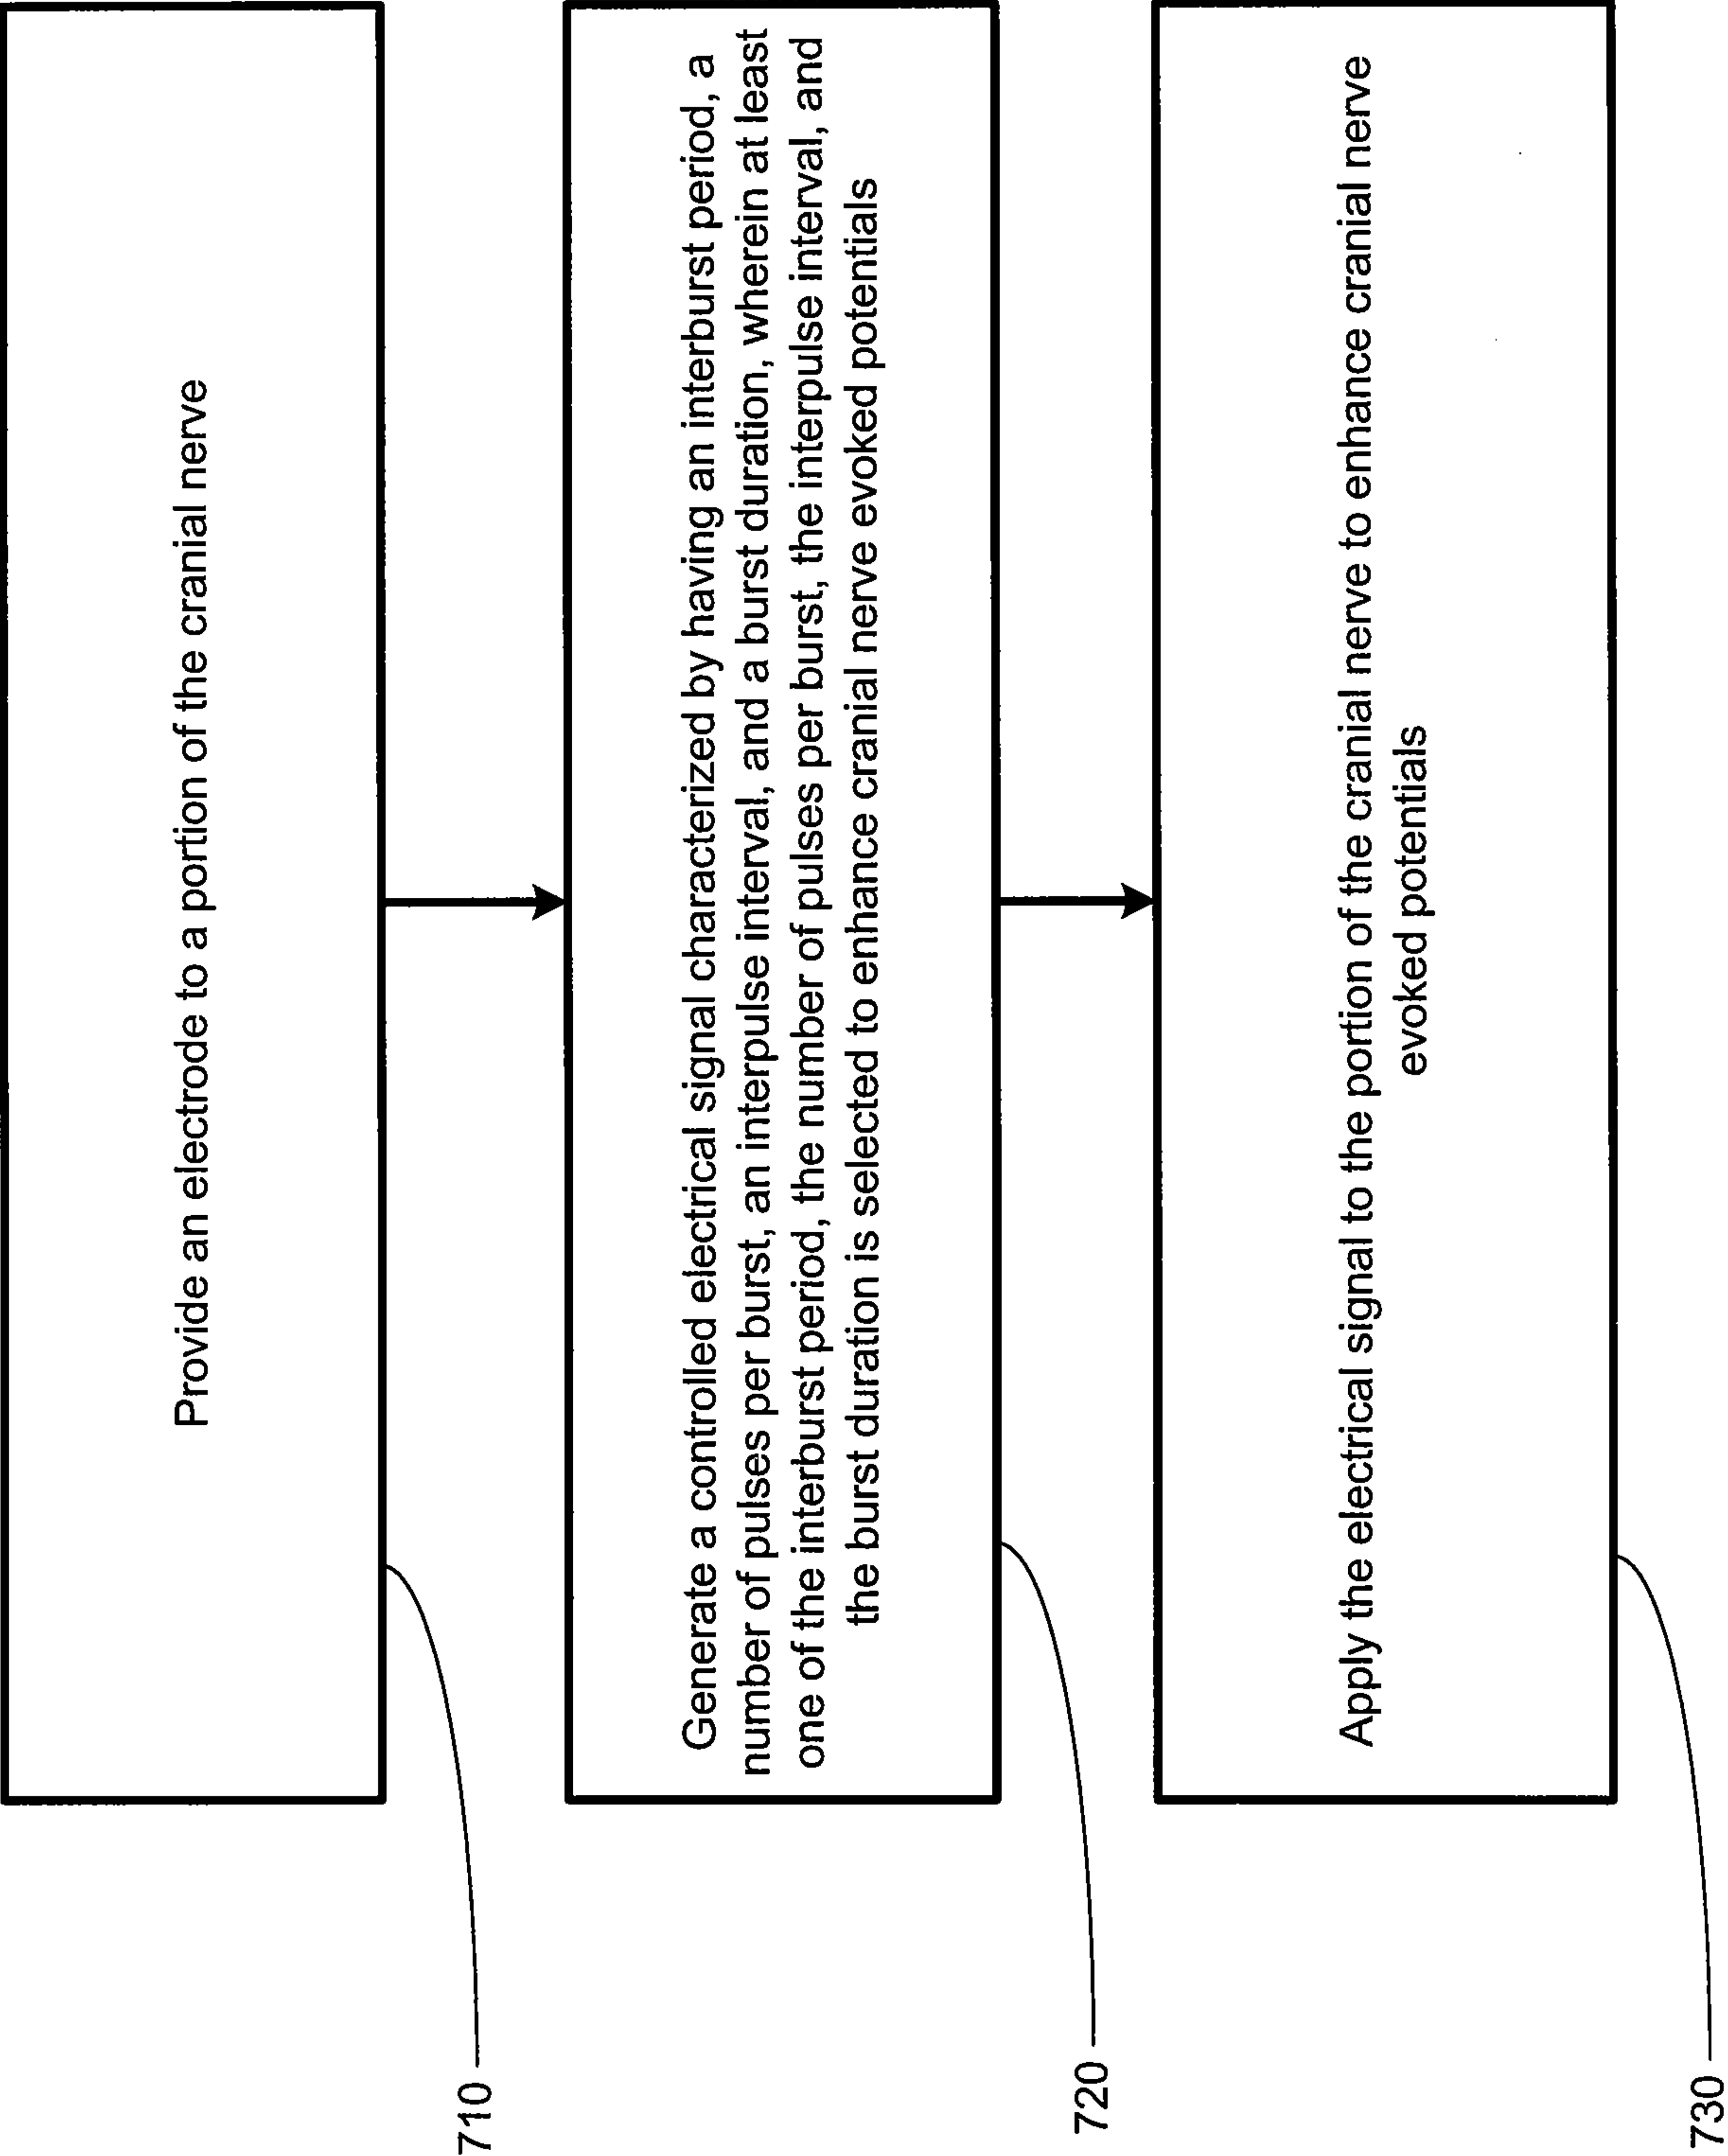 Provide an electrode to a portion of the cranial nerve
710
Generate a controlled electrical signal characterized by having an interburst period, a
number of pulses per burst, an interpulse interval, and a burst duration, wherein at least
one of the interburst period, the number of pulses per burst, the interpulse interval, and
the burst duration is selected to enhance cranial nerve evoked potentials
720
Apply the electrical signal to the portion of the cranial nerve to enhance cranial nerve
evoked potentials
730